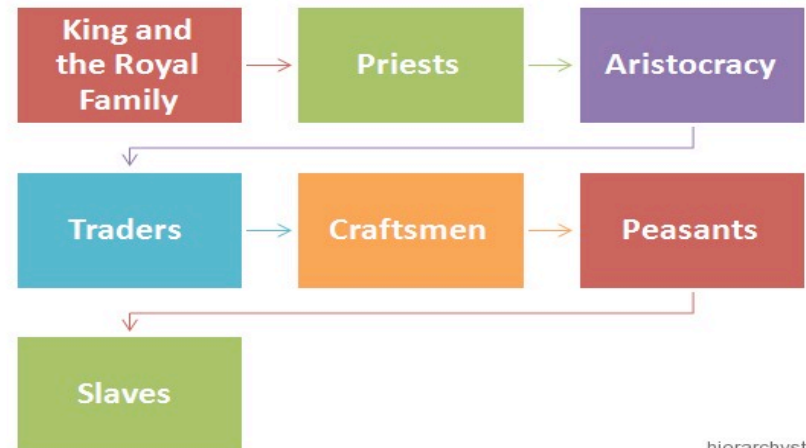 King and
the Royal
Family
Priests
Aristocracy
Traders
Craftsmen
Peasants
Slaves